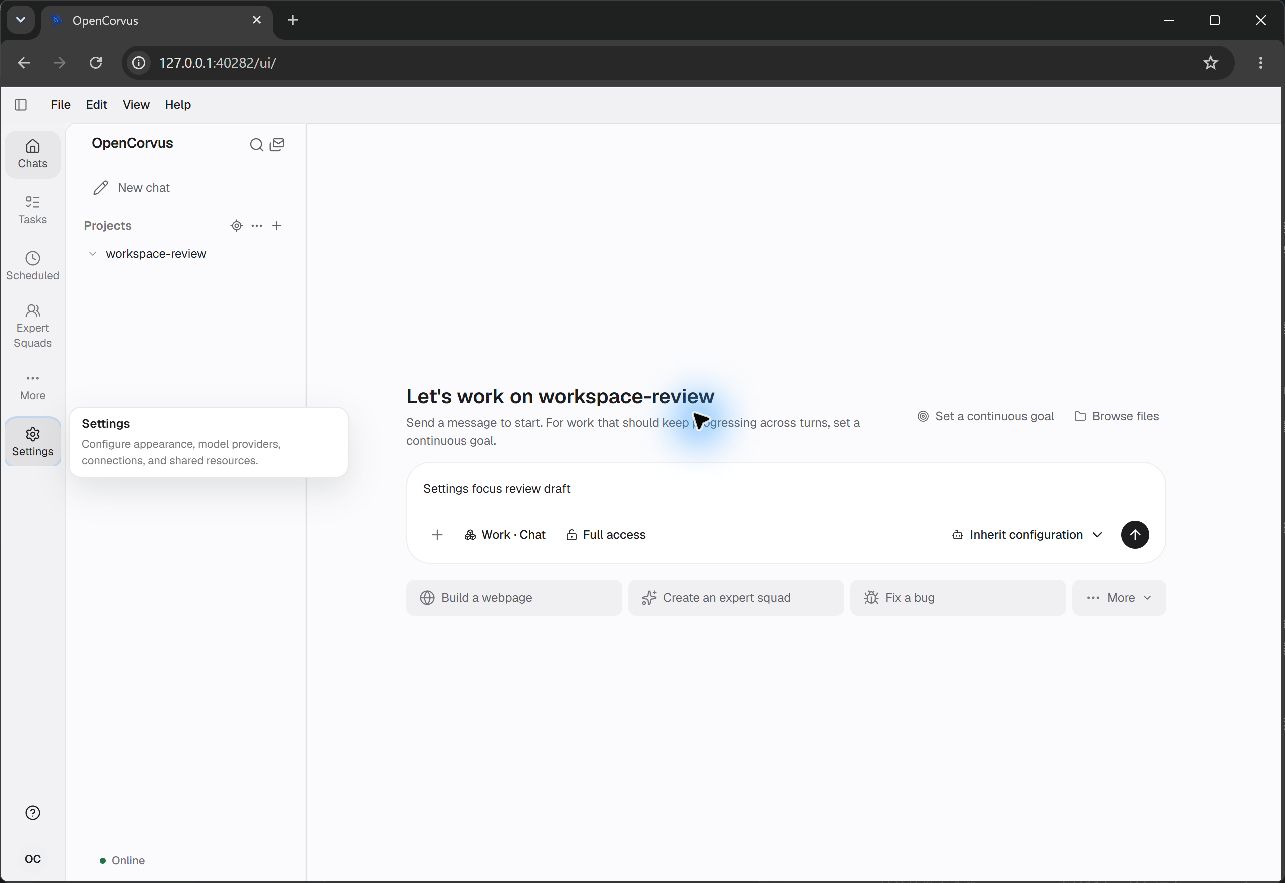 OpenCorvus
127.0.0.1:40282/ui/
File Edit View Help
Chats
Tasks
Scheduled
Expert
Squads
More
Settings
OC
OpenCorvus
New chat
Projects
workspace-review
Settings
Configure appearance, model providers,
connections, and shared resources.
Online
Let's work on workspace-review
Send a message to start. For work that should keep progressing across turns, set a
continuous goal.
Set a continuous goal
Browse files
Settings focus review draft
Work · Chat
Full access
Inherit configuration
Build a webpage
Create an expert squad
Fix a bug
More